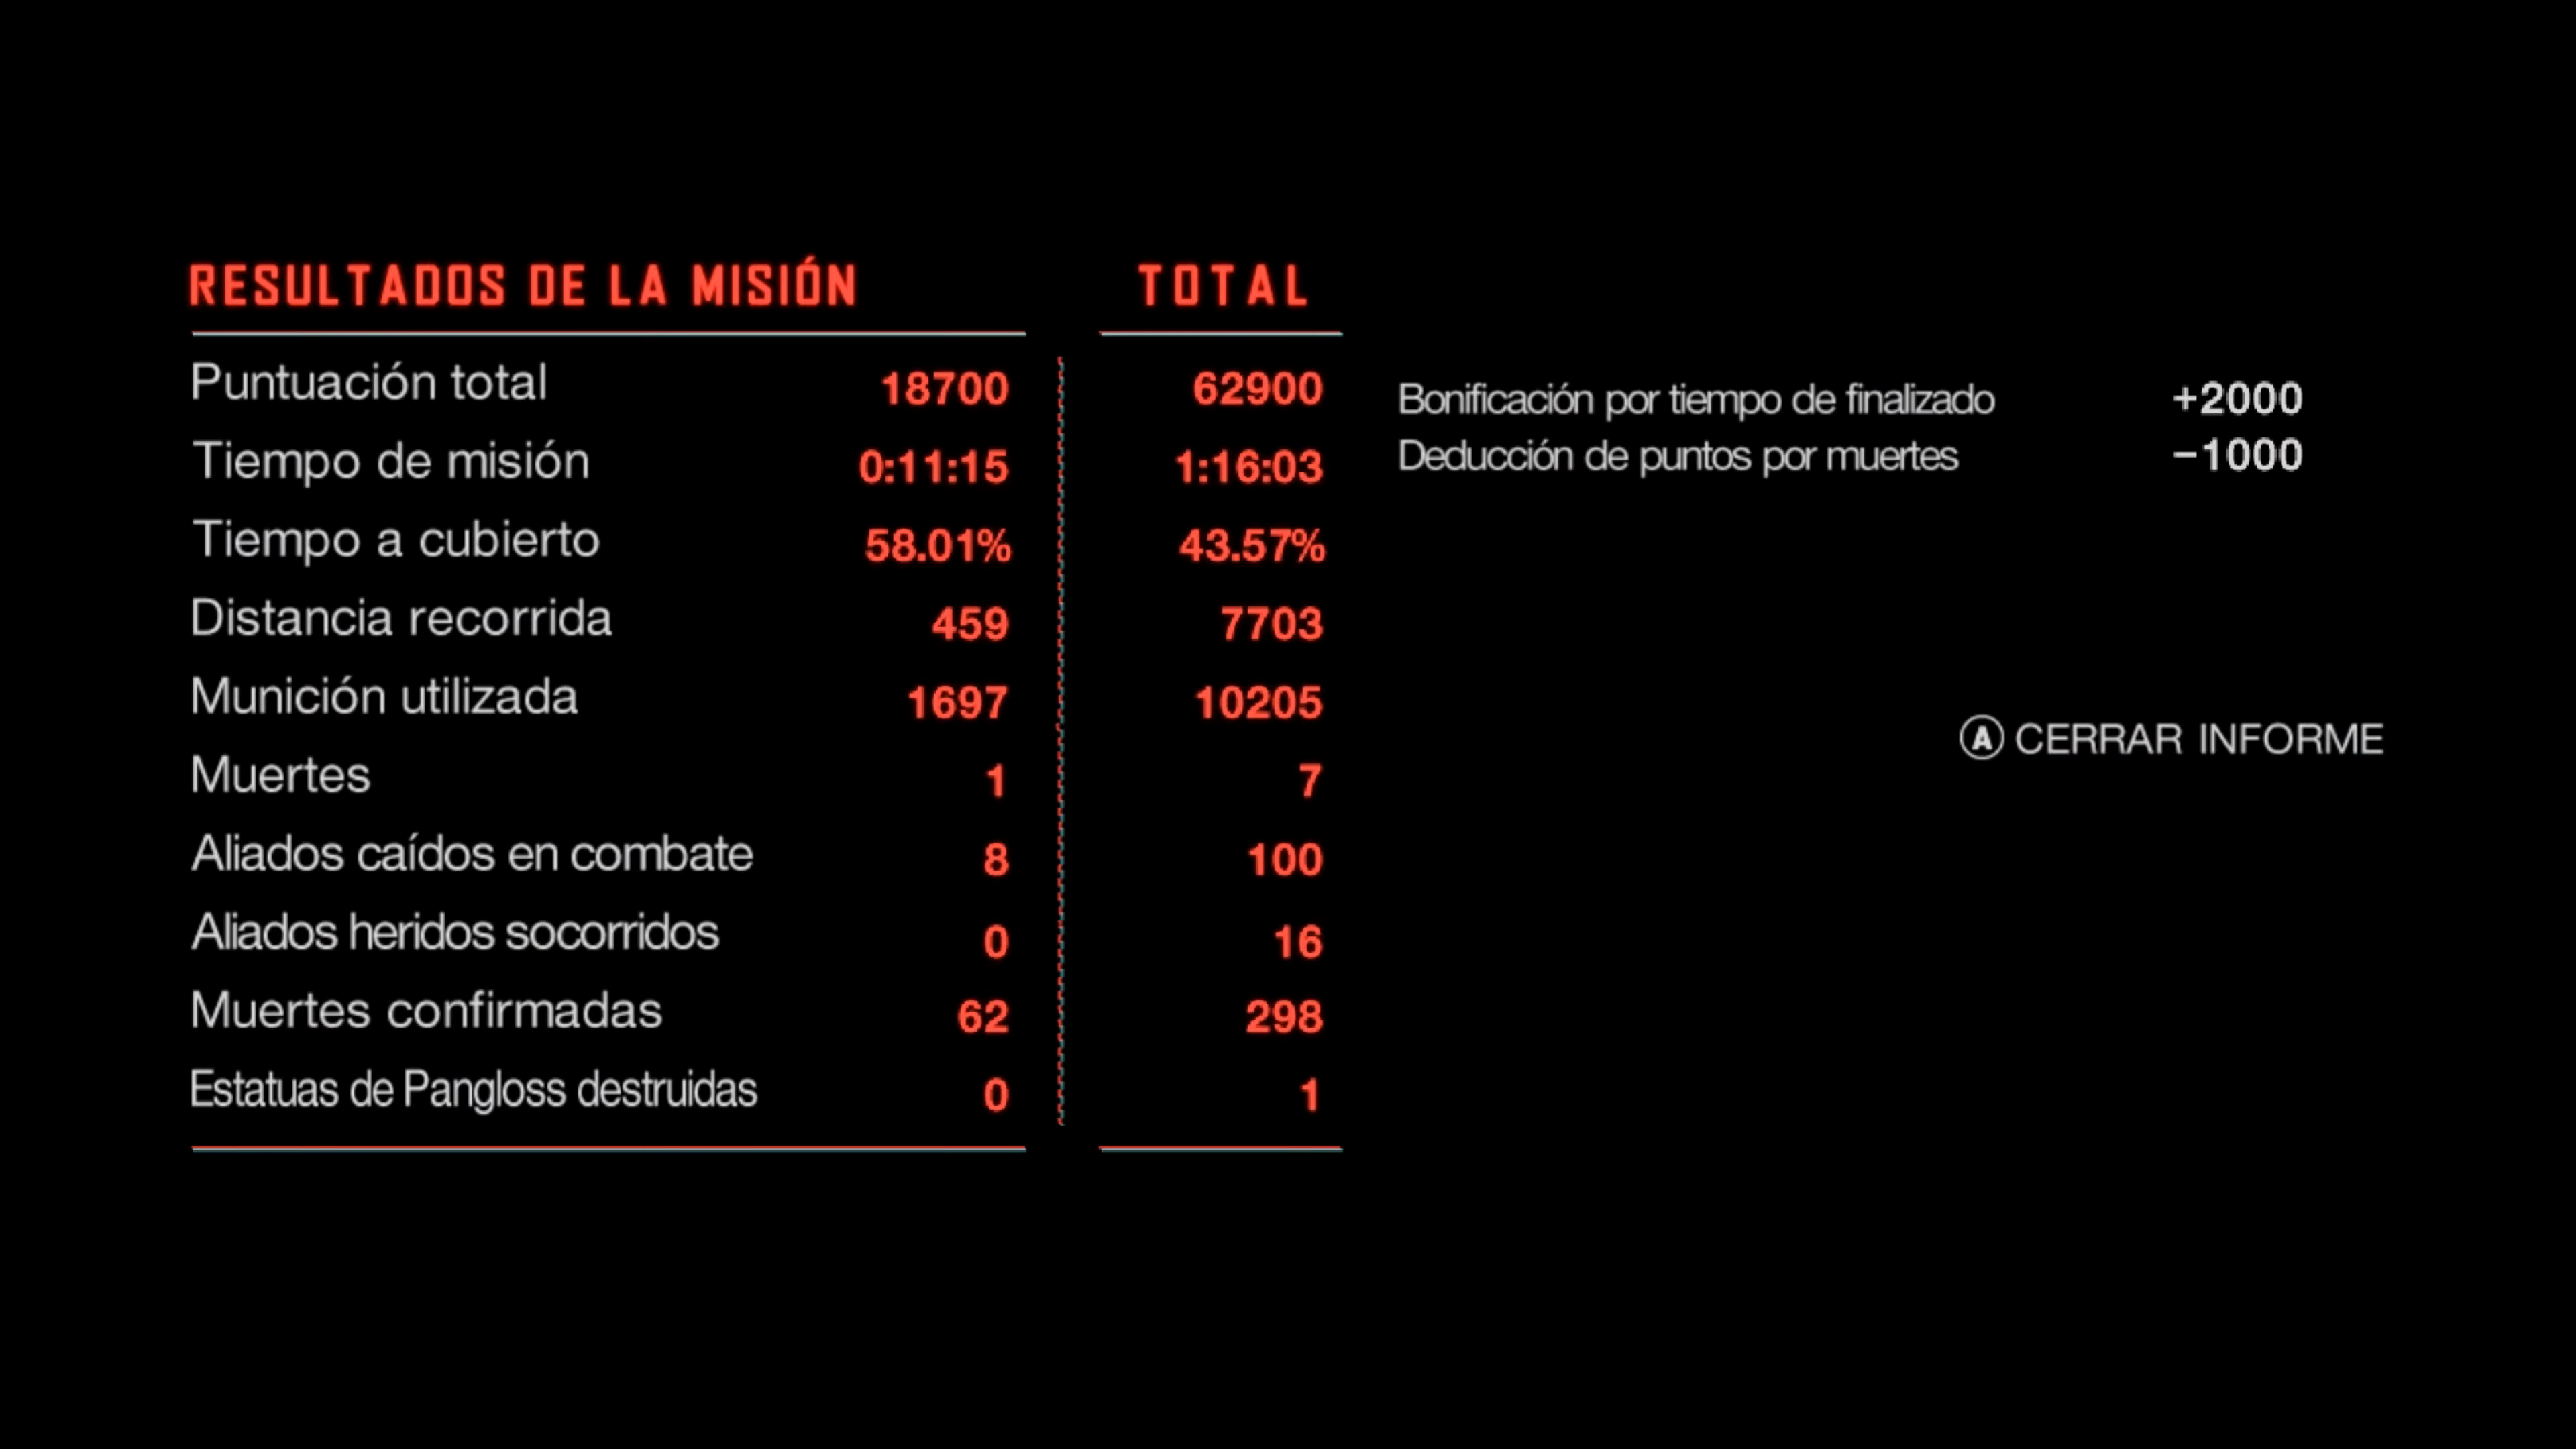 RESULTADOS DE LA MISIÓN TOTAL
Puntuación total 18700 62900 Bonificación por tiempo de finalizado +2000
Tiempo de misión 0:11:15 1:16:03 Deducción de puntos por muertes −1000
Tiempo a cubierto 58.01% 43.57%
Distancia recorrida 459 7703
Munición utilizada 1697 10205
Ⓐ CERRAR INFORME
Muertes 1 7
Aliados caídos en combate 8 100
Aliados heridos socorridos 0 16
Muertes confirmadas 62 298
Estatuas de Pangloss destruidas 0 1